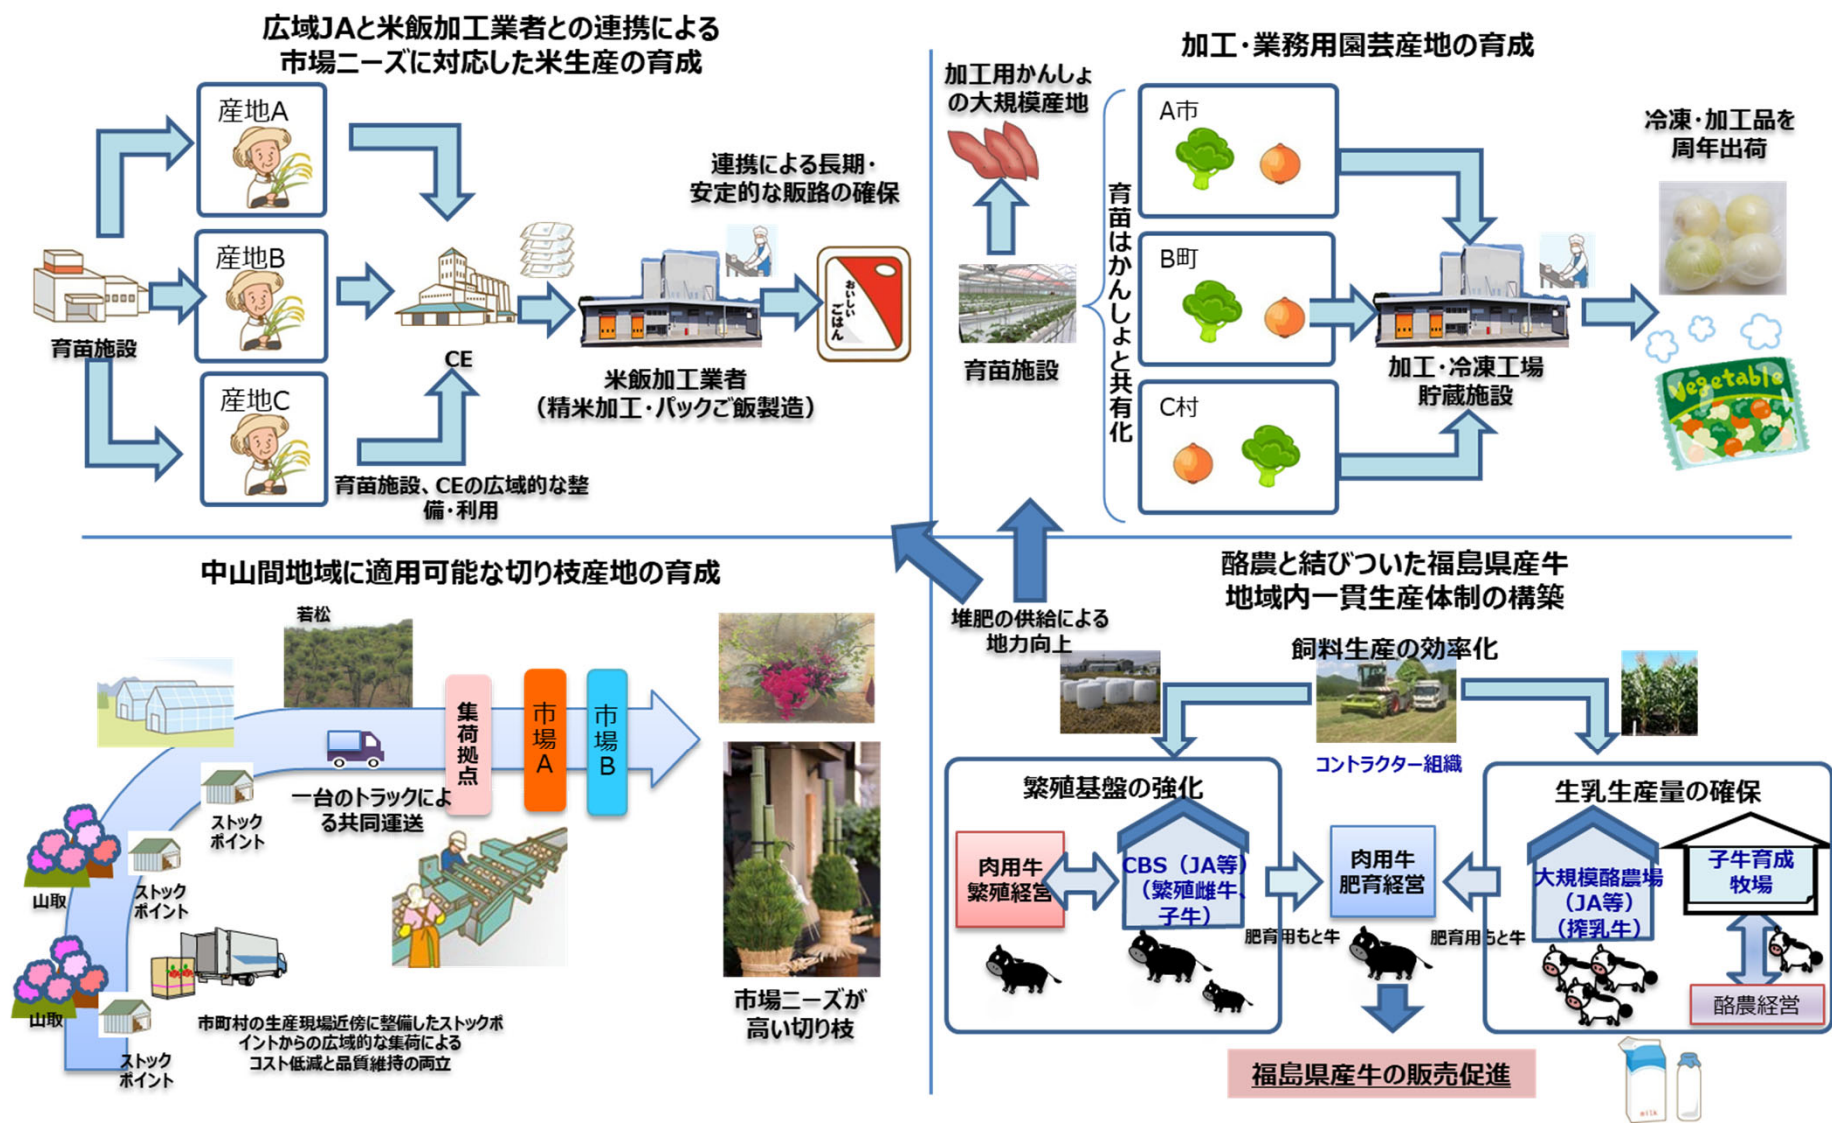 広域JAと米飯加工業者との連携による
市場ニーズに対応した米生産の育成
産地A
産地B
産地C
育苗施設
CE
育苗施設、CEの広域的な整
備・利用
米飯加工業者
（精米加工・パックご飯製造）
連携による長期・
安定的な販路の確保
おいしい
ごはん
加工・業務用園芸産地の育成
加工用かんしょ
の大規模産地
育苗施設
育苗はかんしょと共有化
A市
B町
C村
加工・冷凍工場
貯蔵施設
冷凍・加工品を
周年出荷
Vegetable
中山間地域に適用可能な切り枝産地の育成
若松
集荷拠点
市場A
市場B
一台のトラックによ
る共同運送
ストック
ポイント
ストック
ポイント
ストック
ポイント
山取
山取
市町村の生産現場近傍に整備したストックポ
イントからの広域的な集荷による
コスト低減と品質維持の両立
市場ニーズが
高い切り枝
酪農と結びついた福島県産牛
地域内一貫生産体制の構築
堆肥の供給による
地力向上
飼料生産の効率化
コントラクター組織
繁殖基盤の強化
肉用牛
繁殖経営
CBS（JA等）
（繁殖雌牛、
子牛）
肥育用もと牛
肉用牛
肥育経営
肥育用もと牛
生乳生産量の確保
大規模酪農場
（JA等）
（搾乳牛）
子牛育成
牧場
酪農経営
福島県産牛の販売促進
milk